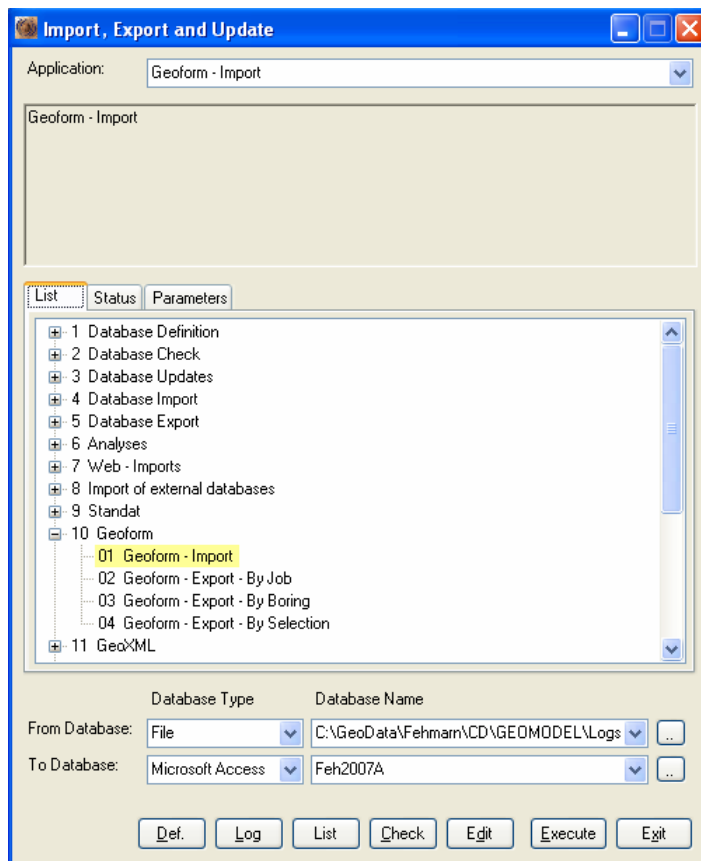 Import, Export and Update
Application: Geoform - Import
Geoform - Import
List Status Parameters
1 Database Definition
2 Database Check
3 Database Updates
4 Database Import
5 Database Export
6 Analyses
7 Web - Imports
8 Import of external databases
9 Standat
10 Geoform
01 Geoform - Import
02 Geoform - Export - By Job
03 Geoform - Export - By Boring
04 Geoform - Export - By Selection
11 GeoXML
Database Type Database Name
From Database: File C:\GeoData\Fehmarn\CD\GEOMODEL\Logs ..
To Database: Microsoft Access Feh2007A ..
Def. Log List Check Edit Execute Exit